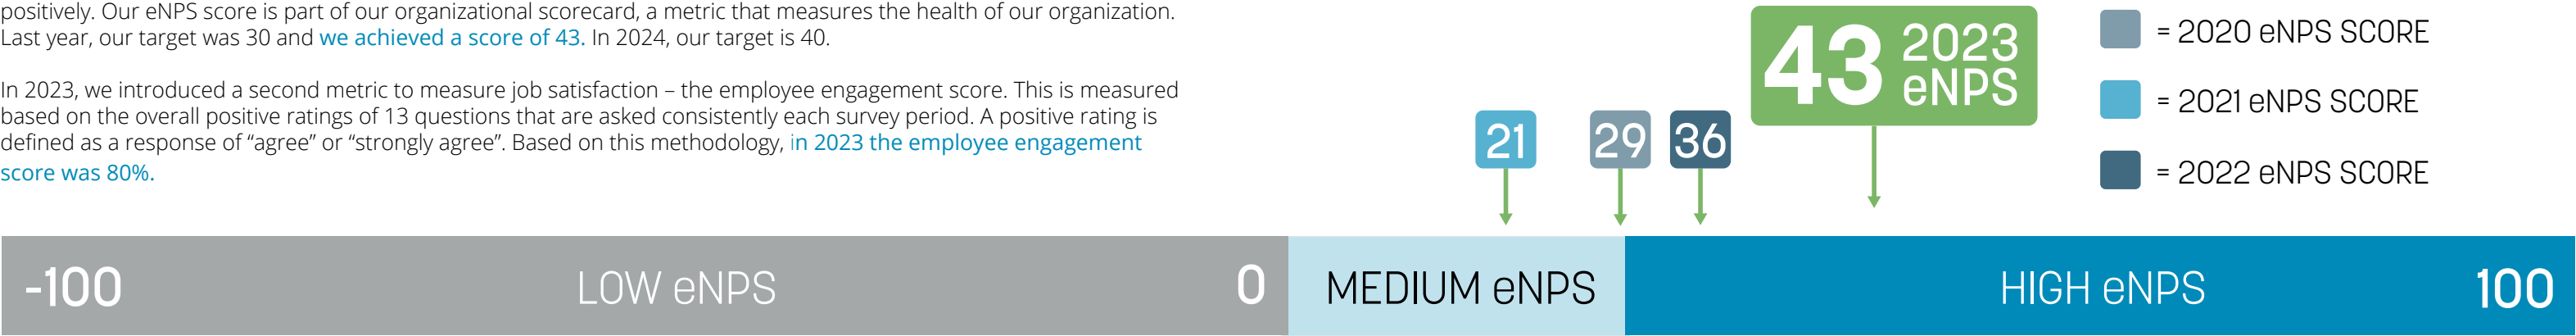 positively. Our eNPS score is part of our organizational scorecard, a metric that measures the health of our organization.
Last year, our target was 30 and we achieved a score of 43. In 2024, our target is 40.
In 2023, we introduced a second metric to measure job satisfaction – the employee engagement score. This is measured
based on the overall positive ratings of 13 questions that are asked consistently each survey period. A positive rating is
defined as a response of “agree” or “strongly agree”. Based on this methodology, in 2023 the employee engagement
score was 80%.
21
29
36
43 2023
eNPS
= 2020 eNPS SCORE
= 2021 eNPS SCORE
= 2022 eNPS SCORE
-100 LOW eNPS 0 MEDIUM eNPS HIGH eNPS 100